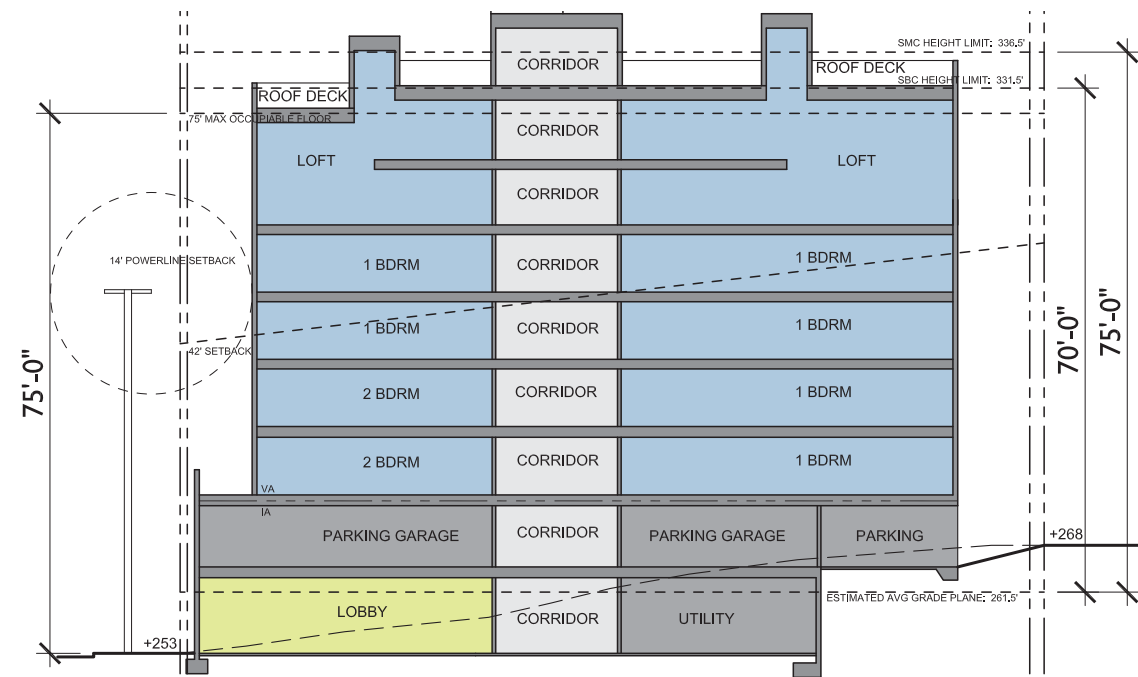 SMC HEIGHT LIMIT: 336.5'
CORRIDOR
ROOF DECK
SBC HEIGHT LIMIT: 331.5'
ROOF DECK
75' MAX OCCUPIABLE FLOOR
CORRIDOR
LOFT
LOFT
CORRIDOR
14' POWERLINE SETBACK
1 BDRM
CORRIDOR
1 BDRM
42' SETBACK
1 BDRM
CORRIDOR
1 BDRM
75'-0"
70'-0"
75'-0"
2 BDRM
CORRIDOR
1 BDRM
2 BDRM
CORRIDOR
1 BDRM
VA
IA
PARKING GARAGE
CORRIDOR
PARKING GARAGE
PARKING
+268
ESTIMATED AVG GRADE PLANE: 261.5'
LOBBY
CORRIDOR
UTILITY
+253